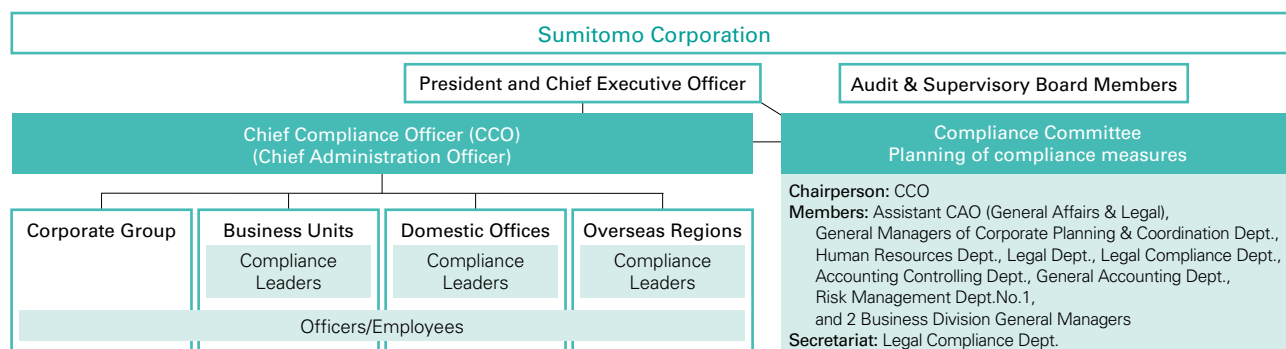 Sumitomo Corporation
President and Chief Executive Officer
Audit & Supervisory Board Members
Chief Compliance Officer (CCO)
(Chief Administration Officer)
Compliance Committee
Planning of compliance measures
Corporate Group
Business Units
Compliance
Leaders
Domestic Offices
Compliance
Leaders
Overseas Regions
Compliance
Leaders
Officers/Employees
Chairperson: CCO
Members: Assistant CAO (General Affairs & Legal),
General Managers of Corporate Planning & Coordination Dept.,
Human Resources Dept., Legal Dept., Legal Compliance Dept.,
Accounting Controlling Dept., General Accounting Dept.,
Risk Management Dept.No.1,
and 2 Business Division General Managers
Secretariat: Legal Compliance Dept.